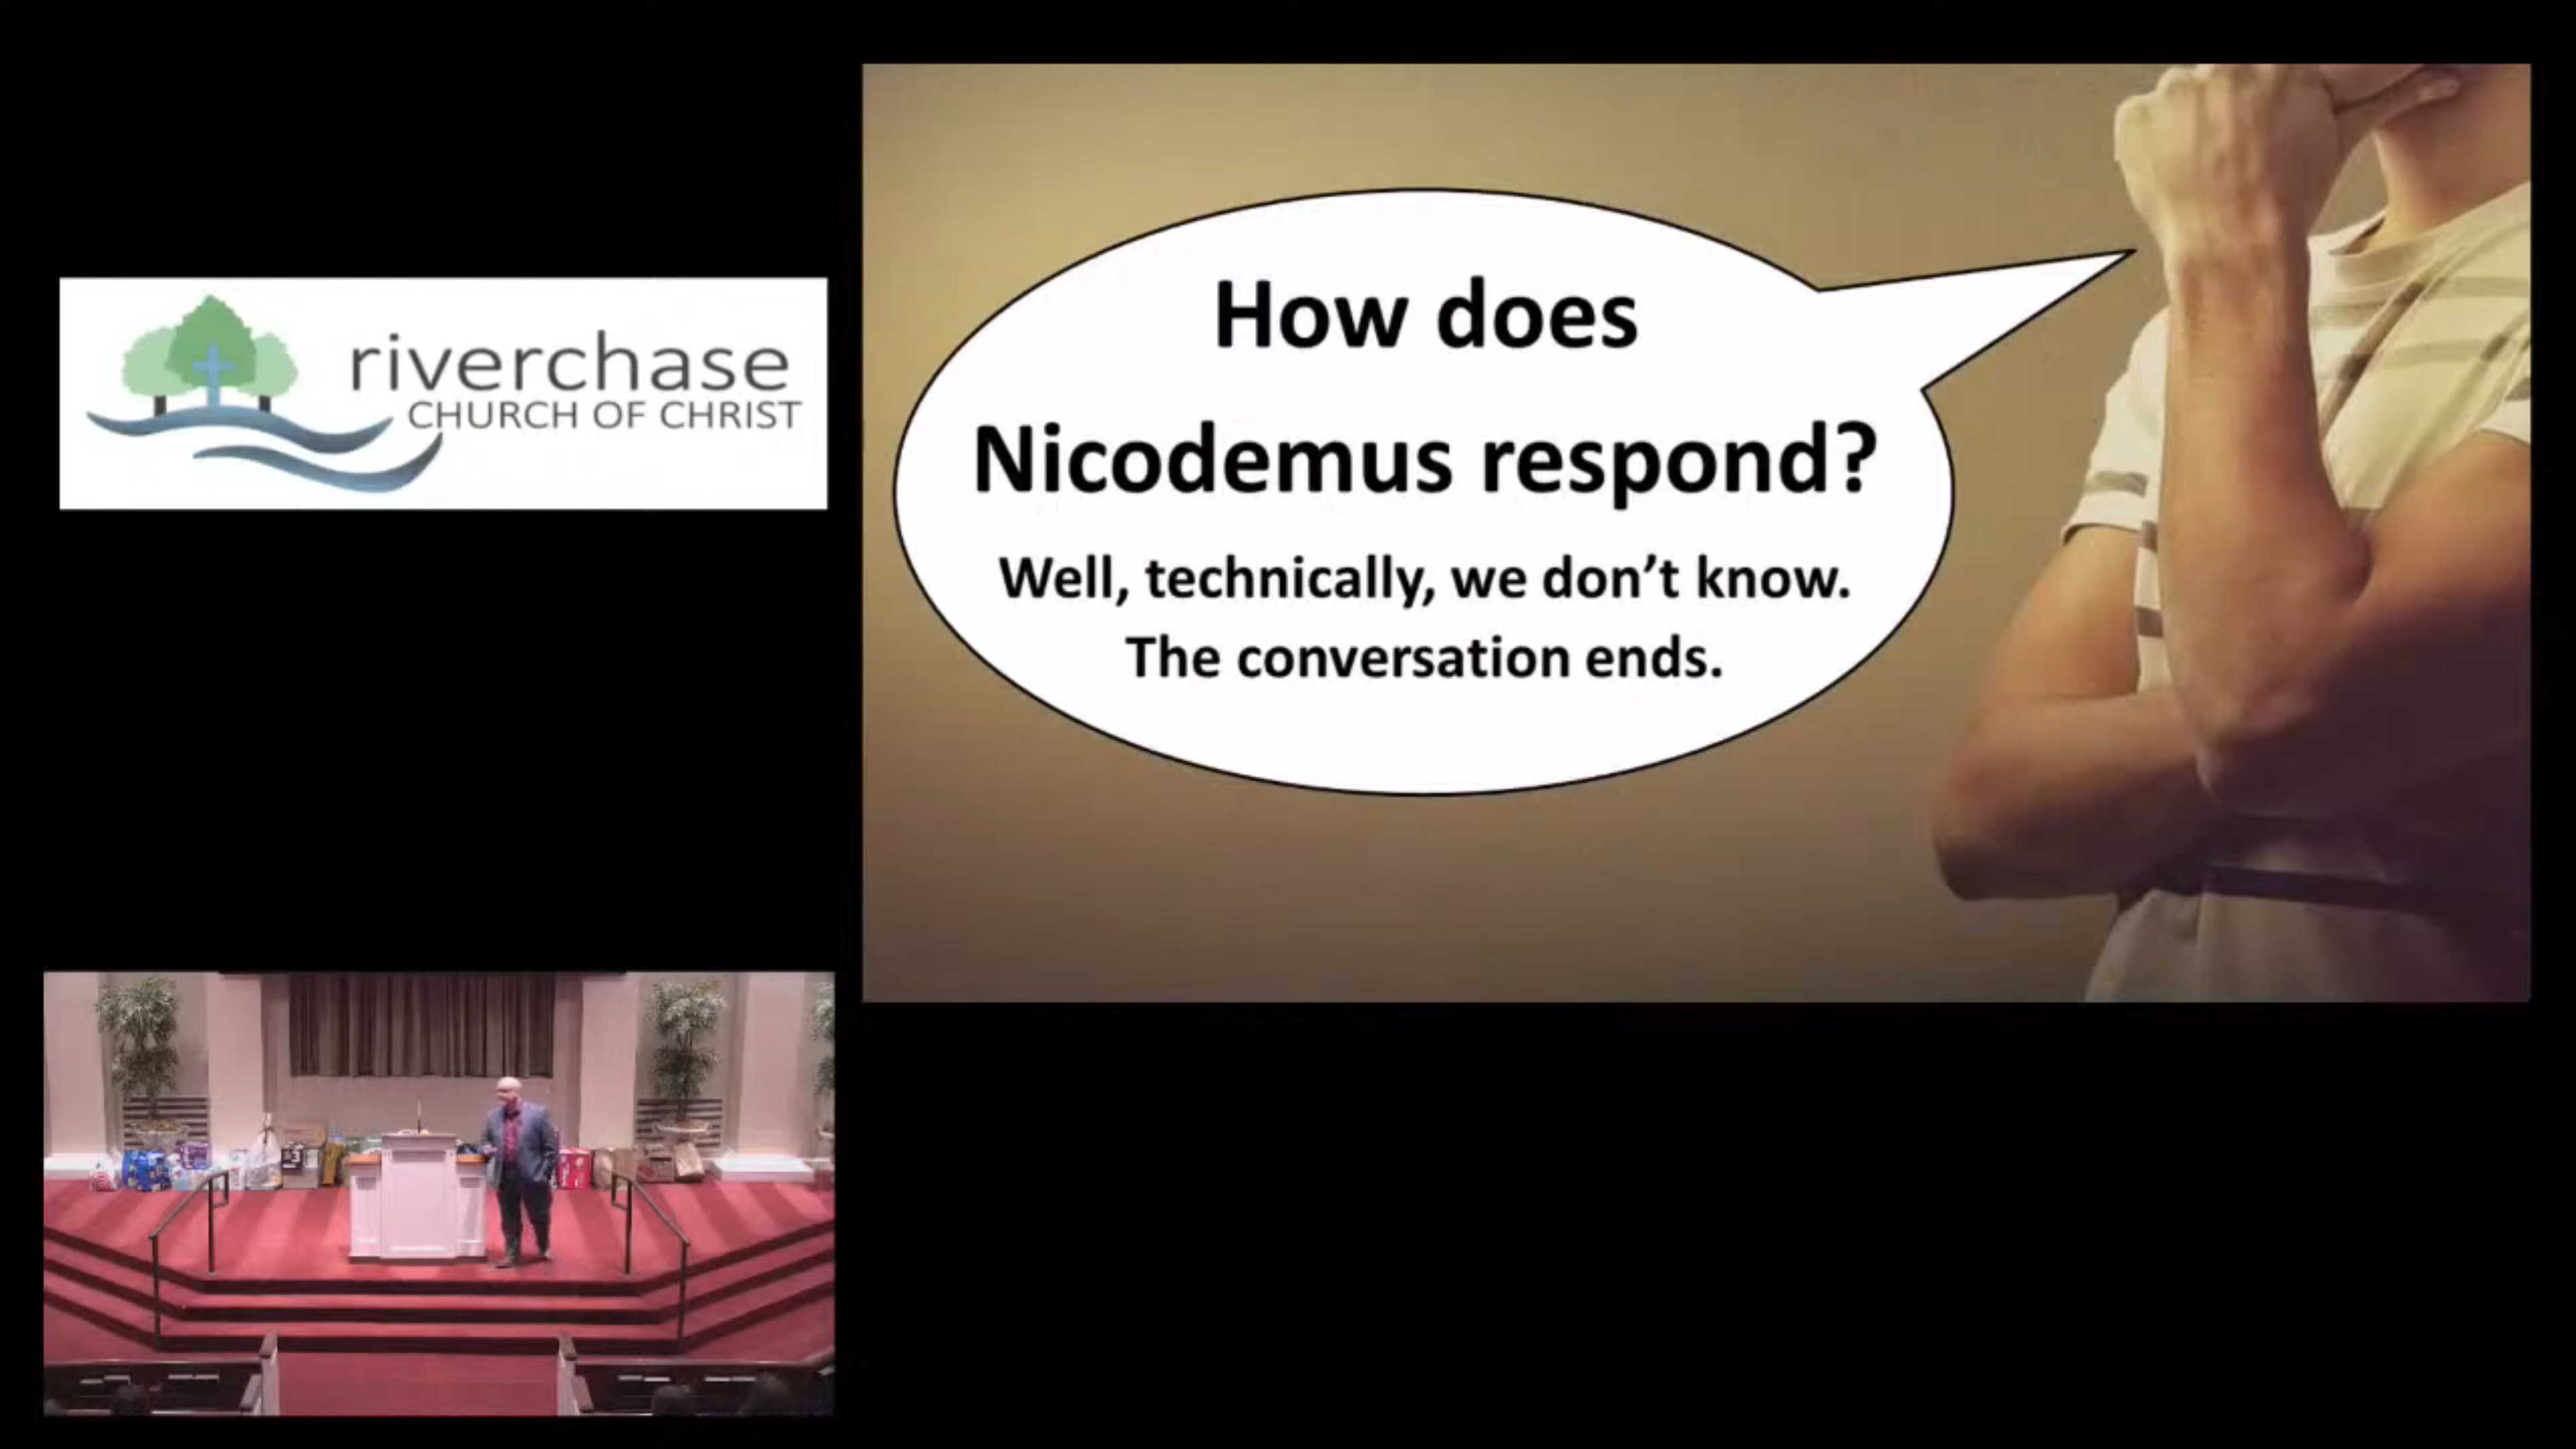 riverchase
CHURCH OF CHRIST
How does
Nicodemus respond?
Well, technically, we don’t know.
The conversation ends.